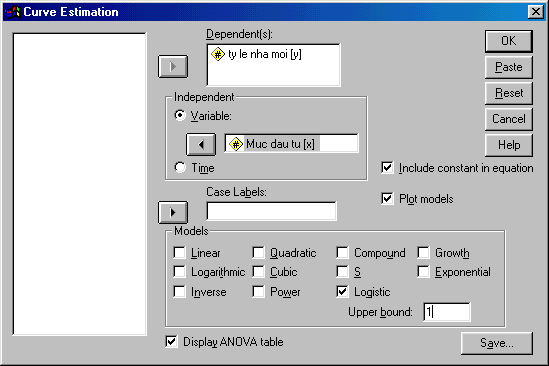 Curve Estimation
Dependent(s):
# ty le nha moi [y]
Independent
Variable:
# Muc dau tu [x]
Time
Case Labels:
OK
Paste
Reset
Cancel
Help
Include constant in equation
Plot models
Models
Linear Quadratic Compound Growth
Logarithmic Cubic S Exponential
Inverse Power Logistic
Upper bound: 1
Display ANOVA table
Save...